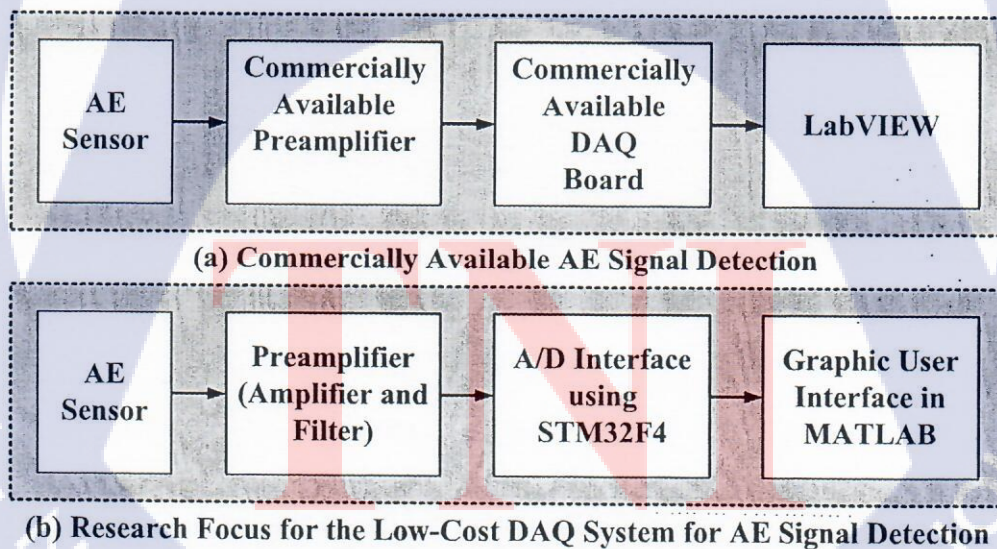 AE
Sensor
Commercially
Available
Preamplifier
Commercially
Available
DAQ
Board
LabVIEW
(a) Commercially Available AE Signal Detection
AE
Sensor
Preamplifier
(Amplifier and
Filter)
A/D Interface
using
STM32F4
Graphic User
Interface in
MATLAB
(b) Research Focus for the Low-Cost DAQ System for AE Signal Detection
TNI